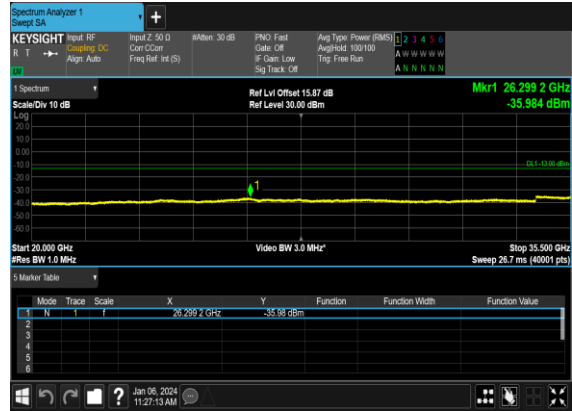 Spectrum Analyzer 1
Swept SA
+
KEYSIGHT
R T
Input: RF
Coupling: DC
Align: Auto
Input Z: 50 Ω
Corr CCorr
Freq Ref: Int (S)
#Atten: 30 dB
PNO: Fast
Gate: Off
IF Gain: Low
Sig Track: Off
Avg Type: Power (RMS)
Avg|Hold: 100/100
Trig: Free Run
1 2 3 4 5 6
A W W W W W
A N N N N N
1 Spectrum
Scale/Div 10 dB
Ref Lvl Offset 15.87 dB
Ref Level 30.00 dBm
Mkr1 26.299 2 GHz
-35.984 dBm
Log
20.0
10.0
0.00
-10.0
-20.0
-30.0
-40.0
-50.0
-60.0
DL1 -13.00 dBm
1
Start 20.000 GHz
#Res BW 1.0 MHz
Video BW 3.0 MHz*
Stop 35.500 GHz
Sweep 26.7 ms (40001 pts)
5 Marker Table
Mode Trace Scale X Y Function Function Width Function Value
1 N 1 f 26.299 2 GHz -35.98 dBm
2
3
4
5
6
?
Jan 06, 2024
11:27:13 AM